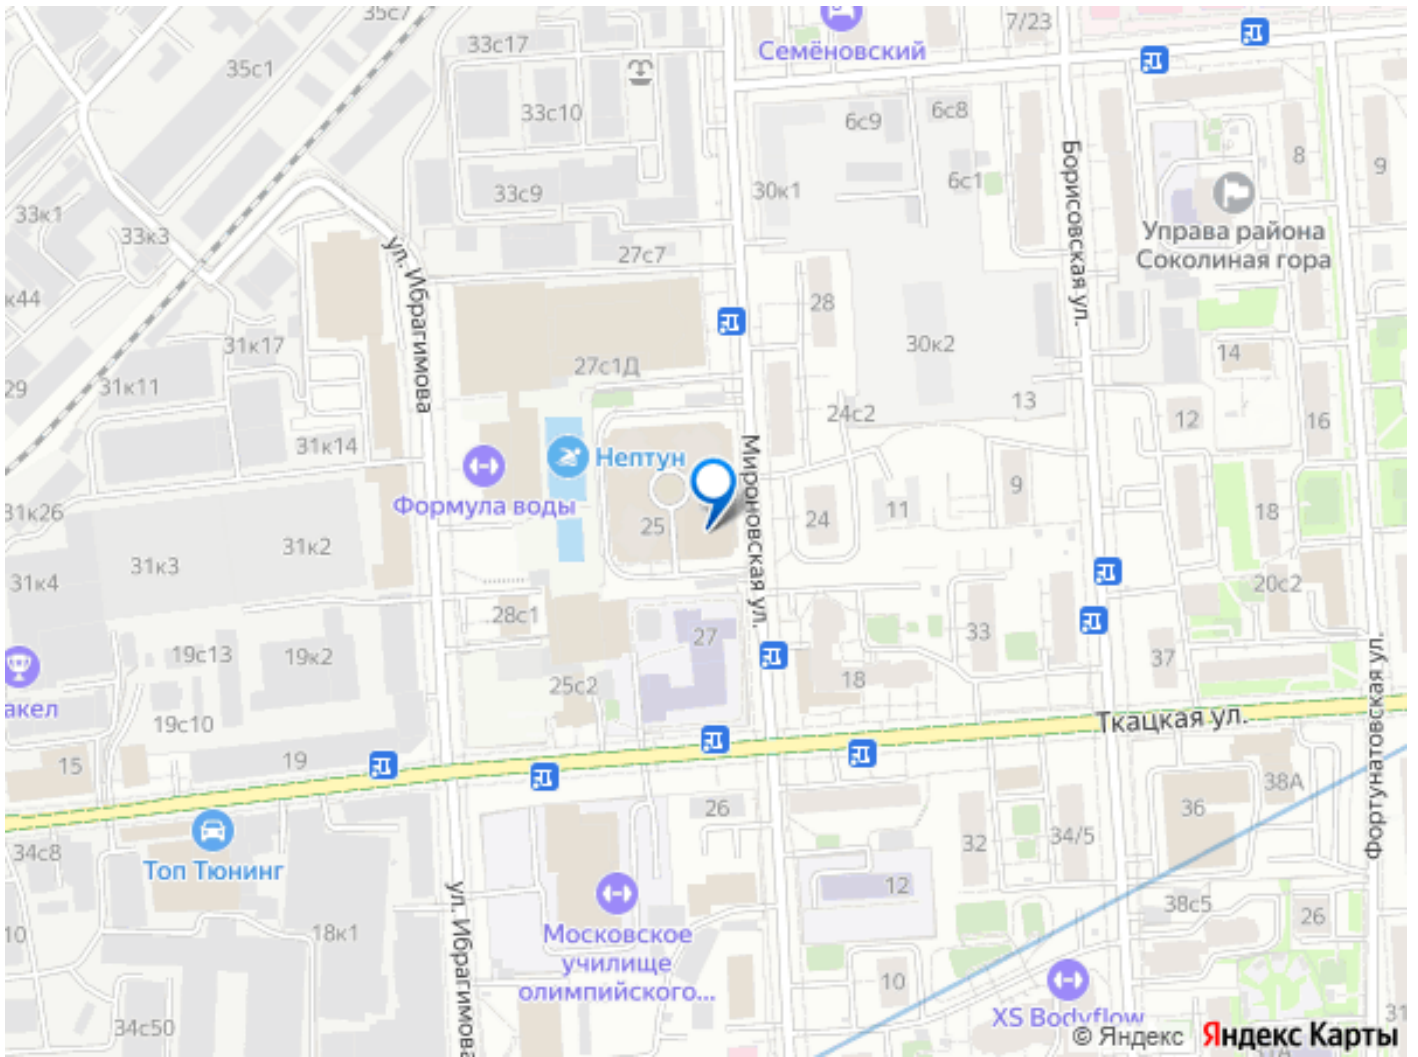 35с7
33с17
Семёновский
7/23
35с1
33с10
6с9
6с8
8
9
33с9
30к1
6с1
Борисовская ул.
33к1
33к3
Управа района
Соколиная гора
ул. Ибрагимова
27с7
к44
28
31к17
27с1Д
30к2
14
29
31к11
13
24с2
12
16
31к14
Мироновская ул.
Нептун
Формула воды
9
31к26
25
24
11
18
31к2
31к3
31к4
20с2
28с1
27
33
19с13
19к2
37
25с2
18
акел
19с10
Ткацкая ул.
Фортунатовская ул.
15
19
38А
26
36
34с8
32
34/5
Топ Тюнинг
12
38с5
26
ул. Ибрагимова
10
18к1
Московское
училище
олимпийского...
10
XS Bodyflow
34с50
31
© Яндекс
Яндекс Карты